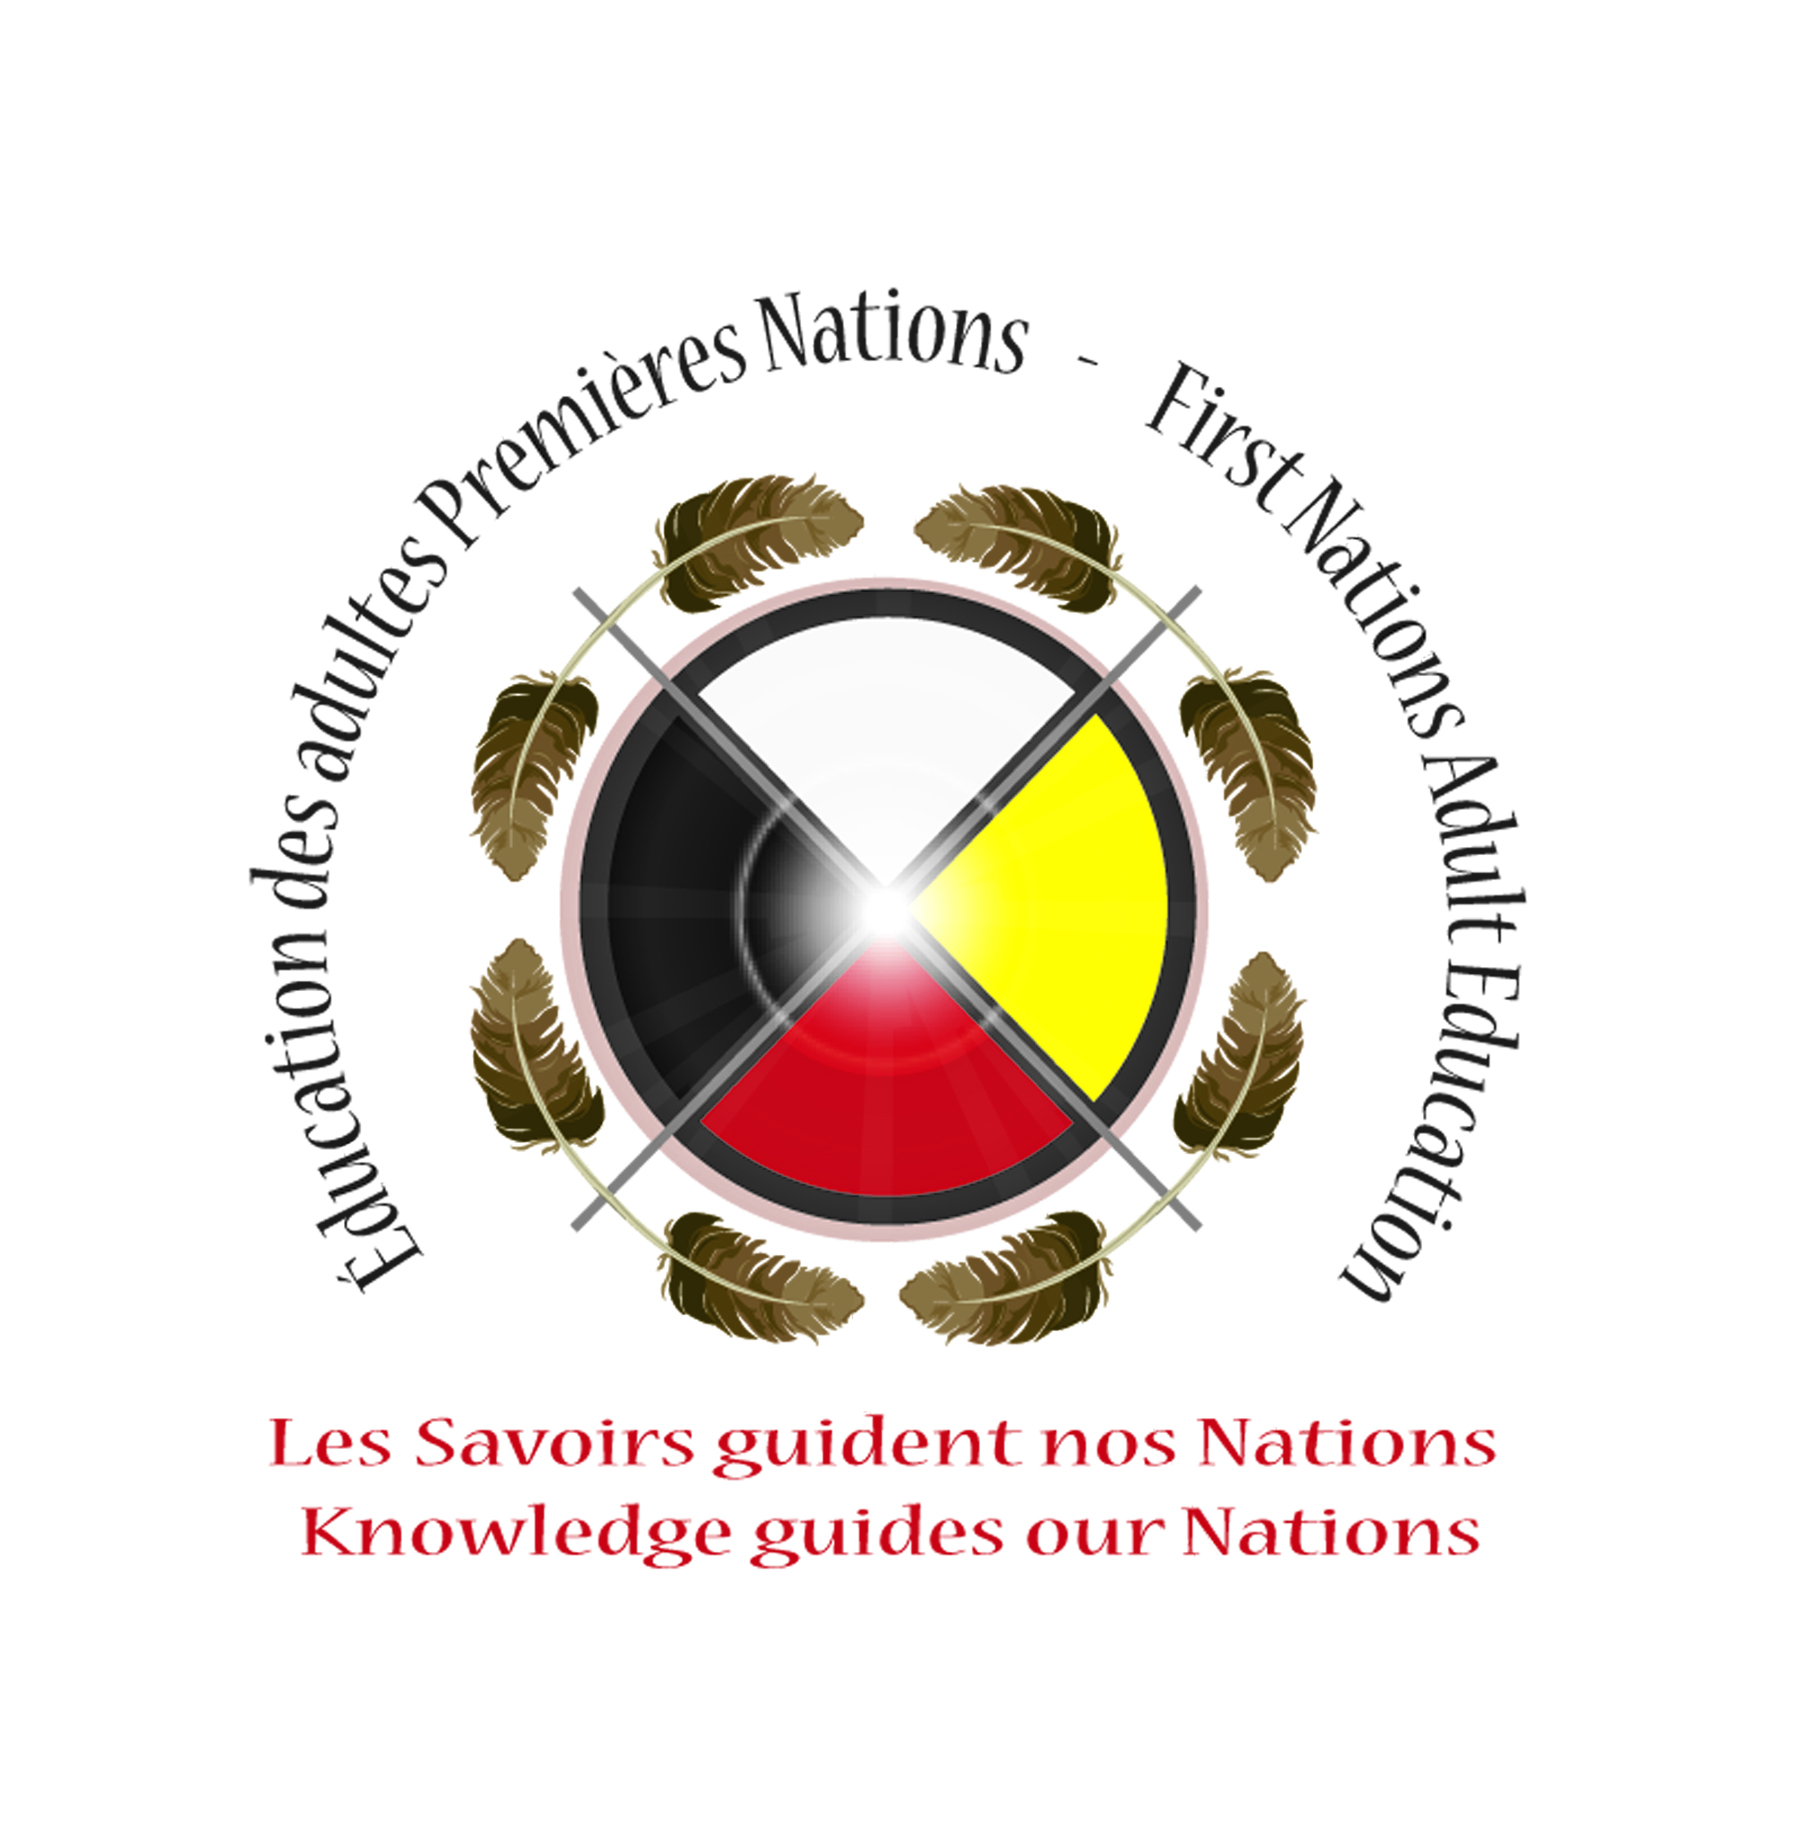 Éducation des adultes Premières Nations - First Nations Adult Education
Les Savoirs guident nos Nations
Knowledge guides our Nations